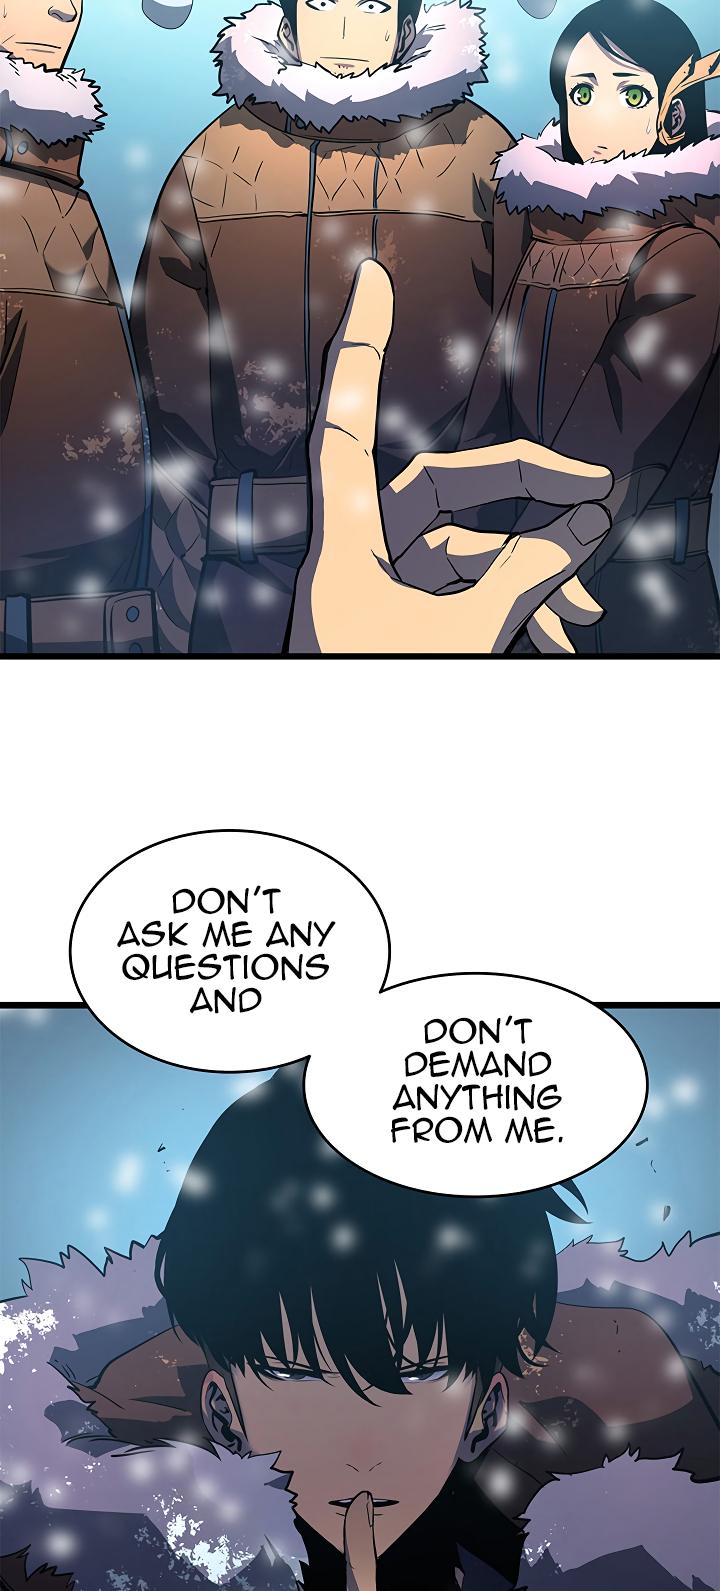 DON'T
ASK ME ANY
QUESTIONS
AND
DON'T
DEMAND
ANYTHING
FROM ME.